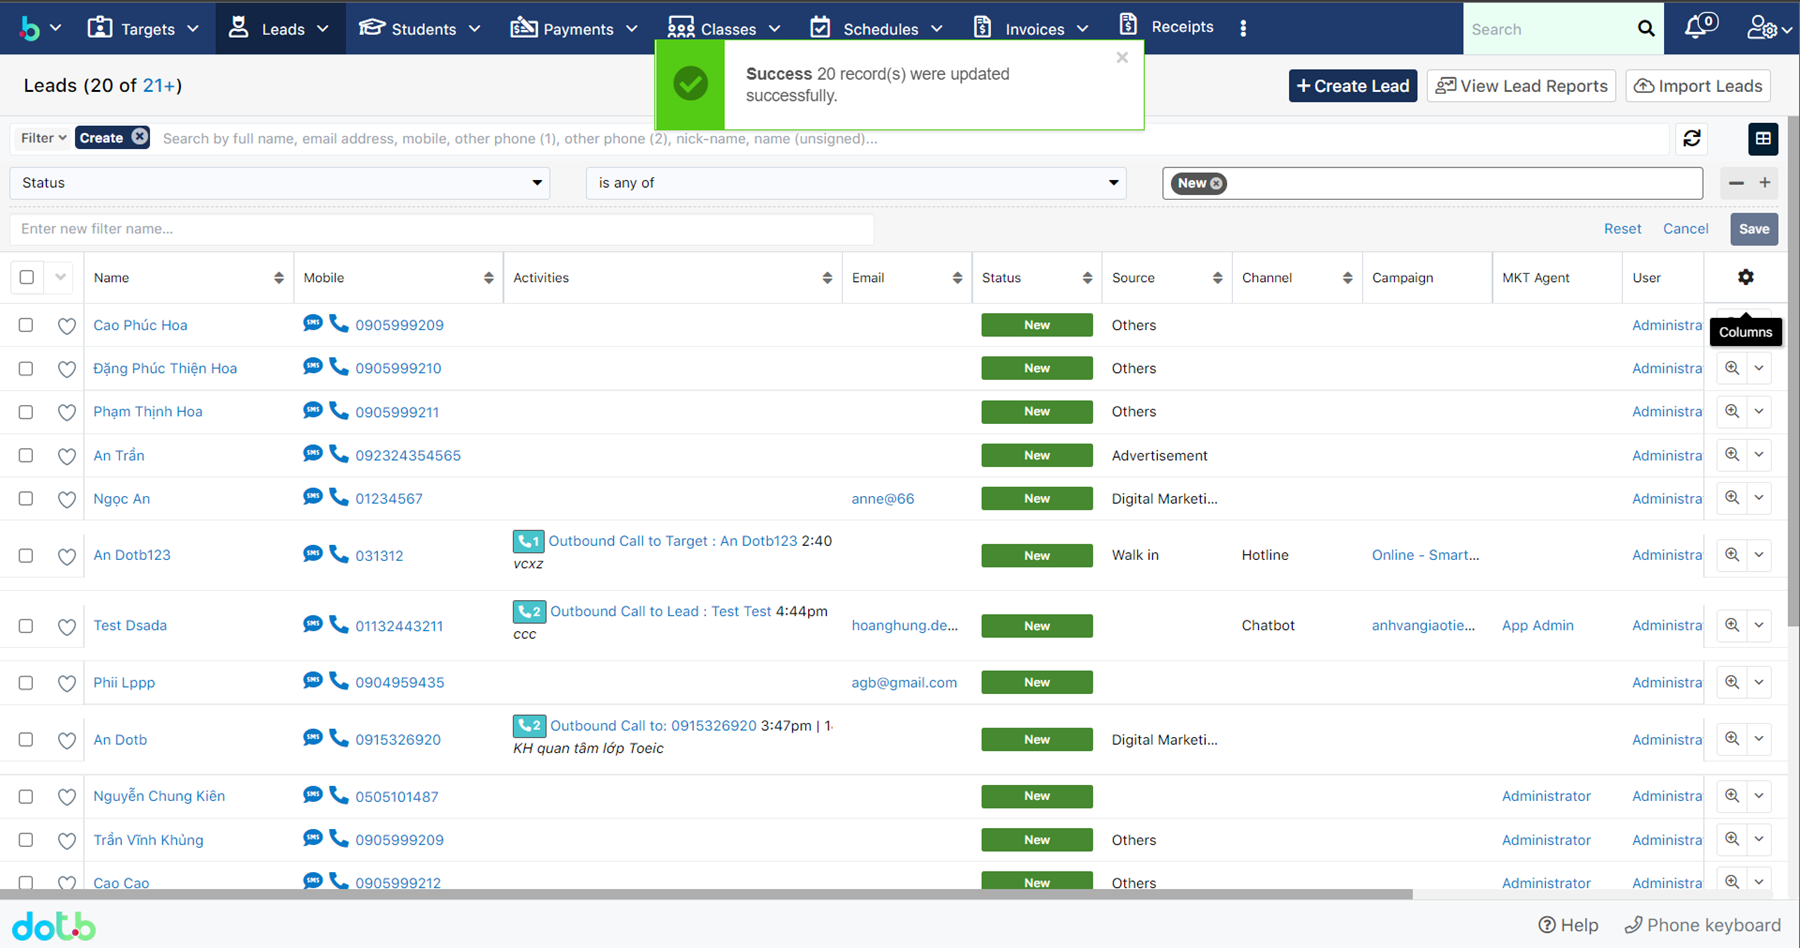 Targets Leads Students Payments Classes Schedules Invoices Receipts Search 0
Leads (20 of 21+)
Success 20 record(s) were updated
successfully.
×
+ Create Lead View Lead Reports Import Leads
Filter Create Search by full name, email address, mobile, other phone (1), other phone (2), nick-name, name (unsigned)...
Status is any of New
Enter new filter name... Reset Cancel Save
Name Mobile Activities Email Status Source Channel Campaign MKT Agent User
Columns
Cao Phúc Hoa SMS 0905999209 New Others Administra
Đặng Phúc Thiện Hoa SMS 0905999210 New Others Administra
Phạm Thịnh Hoa SMS 0905999211 New Others Administra
An Trần SMS 092324354565 New Advertisement Administra
Ngọc An SMS 01234567 anne@66 New Digital Marketi... Administra
An Dotb123 SMS 031312 1 Outbound Call to Target : An Dotb123 2:40 New Walk in Hotline Online - Smart... Administra
vcxz
Test Dsada SMS 01132443211 2 Outbound Call to Lead : Test Test 4:44pm hoanghung.de... New Chatbot anhvangiaotie... App Admin Administra
ccc
Phii Lppp SMS 0904959435 agb@gmail.com New Administra
An Dotb SMS 0915326920 2 Outbound Call to: 0915326920 3:47pm | 1 New Digital Marketi... Administra
KH quan tâm lớp Toeic
Nguyễn Chung Kiên SMS 0505101487 New Administrator Administra
Trần Vĩnh Khủng SMS 0905999209 New Others Administrator Administra
Cao Cao SMS 0905999212 New Others Administrator Administra
dotb Help Phone keyboard